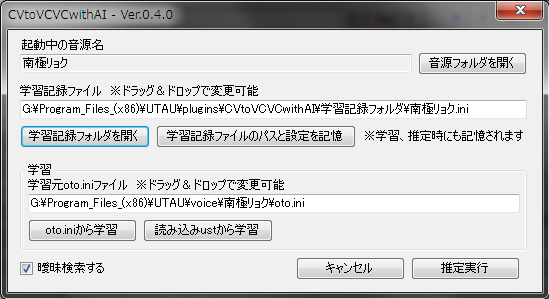 CVtoVCVCwithAI - Ver.0.4.0
起動中の音源名
南極リョク
音源フォルダを開く
学習記録ファイル ※ドラッグ＆ドロップで変更可能
G:¥Program_Files_(x86)¥UTAU¥plugins¥CVtoVCVCwithAI¥学習記録フォルダ¥南極リョク.ini
学習記録フォルダを開く 学習記録ファイルのパスと設定を記憶 ※学習、推定時にも記憶されます
学習
学習元oto.iniファイル ※ドラッグ＆ドロップで変更可能
G:¥Program_Files_(x86)¥UTAU¥voice¥南極リョク¥oto.ini
oto.iniから学習 読み込みustから学習
曖昧検索する キャンセル 推定実行